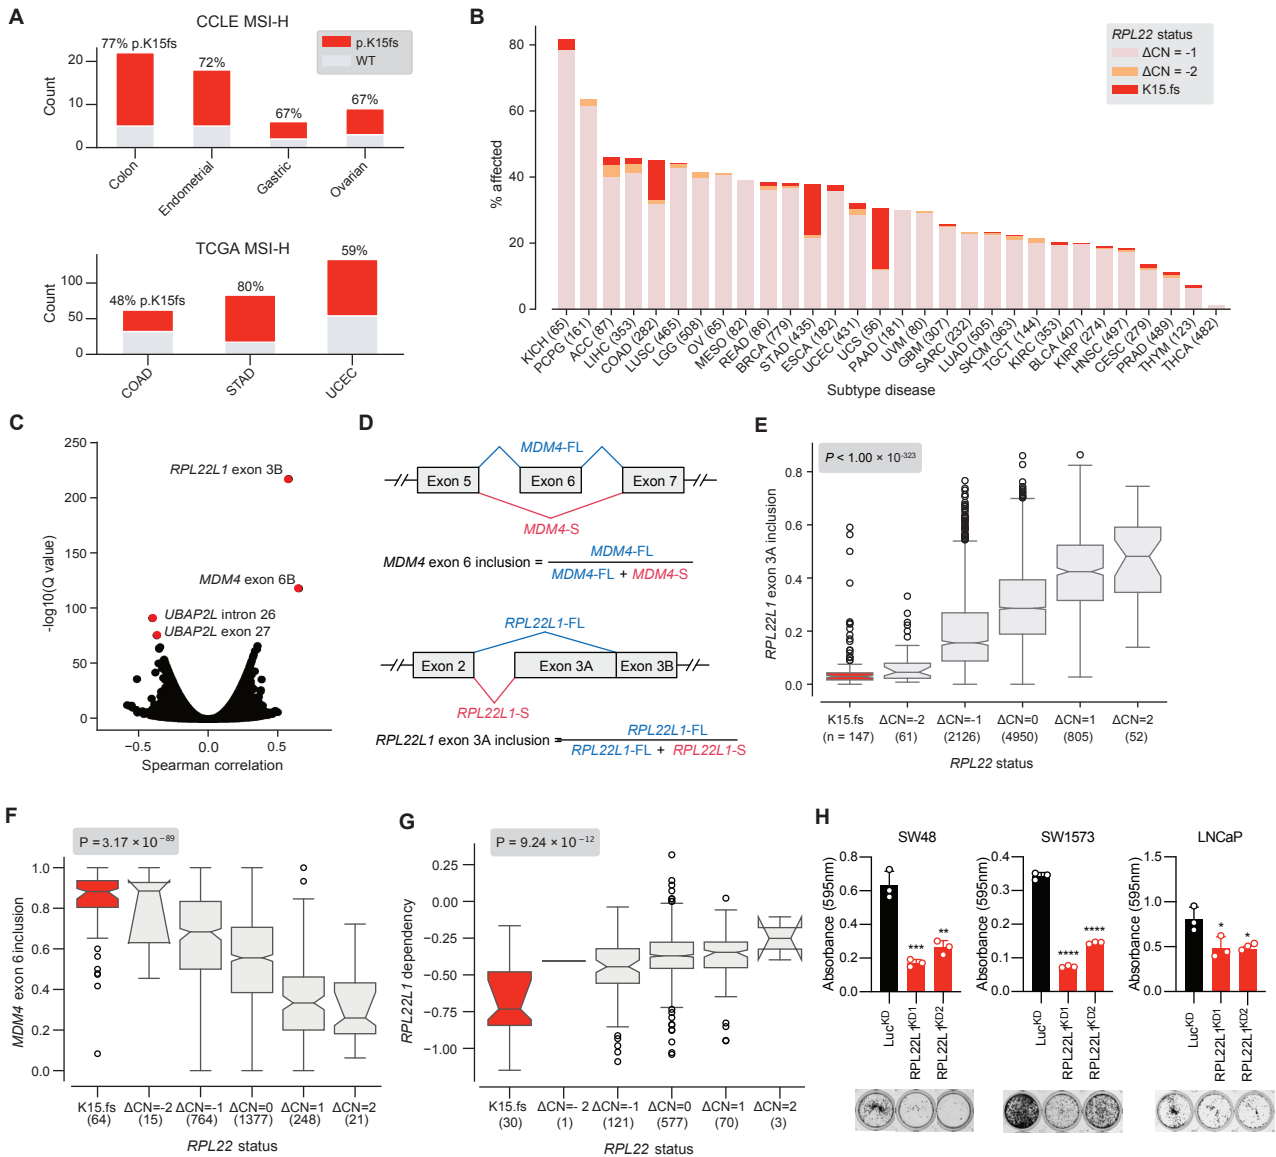 A
CCLE MSI-H
77% p.K15fs
72%
67%
67%
p.K15fs
WT
Count
20
10
0
Colon
Endometrial
Gastric
Ovarian
TCGA MSI-H
48% p.K15fs
80%
59%
Count
100
50
0
COAD
STAD
UCEC
B
RPL22 status
ΔCN = -1
ΔCN = -2
K15.fs
% affected
80
60
40
20
0
KICH (65)
PCPG (161)
ACC (87)
LIHC (353)
COAD (282)
LUSC (465)
LGG (508)
OV (65)
MESO (82)
READ (86)
BRCA (779)
STAD (435)
ESCA (182)
UCEC (431)
UCS (56)
PAAD (181)
UVM (80)
GBM (307)
SARC (232)
LUAD (505)
SKCM (363)
TGCT (144)
KIRC (353)
BLCA (407)
KIRP (274)
HNSC (497)
CESC (279)
PRAD (489)
THYM (123)
THCA (482)
Subtype disease
C
-log10(Q value)
250
200
150
100
50
0
RPL22L1 exon 3B
MDM4 exon 6B
UBAP2L intron 26
UBAP2L exon 27
−0.5 0.0 0.5
Spearman correlation
D
MDM4-FL
Exon 5 Exon 6 Exon 7
MDM4-S
MDM4 exon 6 inclusion =
MDM4-FL
MDM4-FL + MDM4-S
RPL22L1-FL
Exon 2 Exon 3A Exon 3B
RPL22L1-S
RPL22L1 exon 3A inclusion =
RPL22L1-FL
RPL22L1-FL + RPL22L1-S
E
P < 1.00 × 10-323
RPL22L1 exon 3A inclusion
0.8
0.6
0.4
0.2
0.0
K15.fs ΔCN=-2 ΔCN=-1 ΔCN=0 ΔCN=1 ΔCN=2
(n = 147) (61) (2126) (4950) (805) (52)
RPL22 status
F
P = 3.17 × 10−89
MDM4 exon 6 inclusion
1.0
0.8
0.6
0.4
0.2
0.0
K15.fs ΔCN=-2 ΔCN=-1 ΔCN=0 ΔCN=1 ΔCN=2
(64) (15) (764) (1377) (248) (21)
RPL22 status
G
P = 9.24 × 10−12
RPL22L1 dependency
0.25
0.00
−0.25
−0.50
−0.75
−1.00
K15.fs ΔCN=- 2 ΔCN=-1 ΔCN=0 ΔCN=1 ΔCN=2
(30) (1) (121) (577) (70) (3)
RPL22 status
H
SW48
Absorbance (595nm)
0.8
0.6
0.4
0.2
0.0
*** **
LucKD
RPL22L1KD1
RPL22L1KD2
SW1573
Absorbance (595nm)
0.4
0.3
0.2
0.1
0.0
**** ****
LucKD
RPL22L1KD1
RPL22L1KD2
LNCaP
Absorbance (595nm)
1.5
1.0
0.5
0.0
* *
LucKD
RPL22L1KD1
RPL22L1KD2